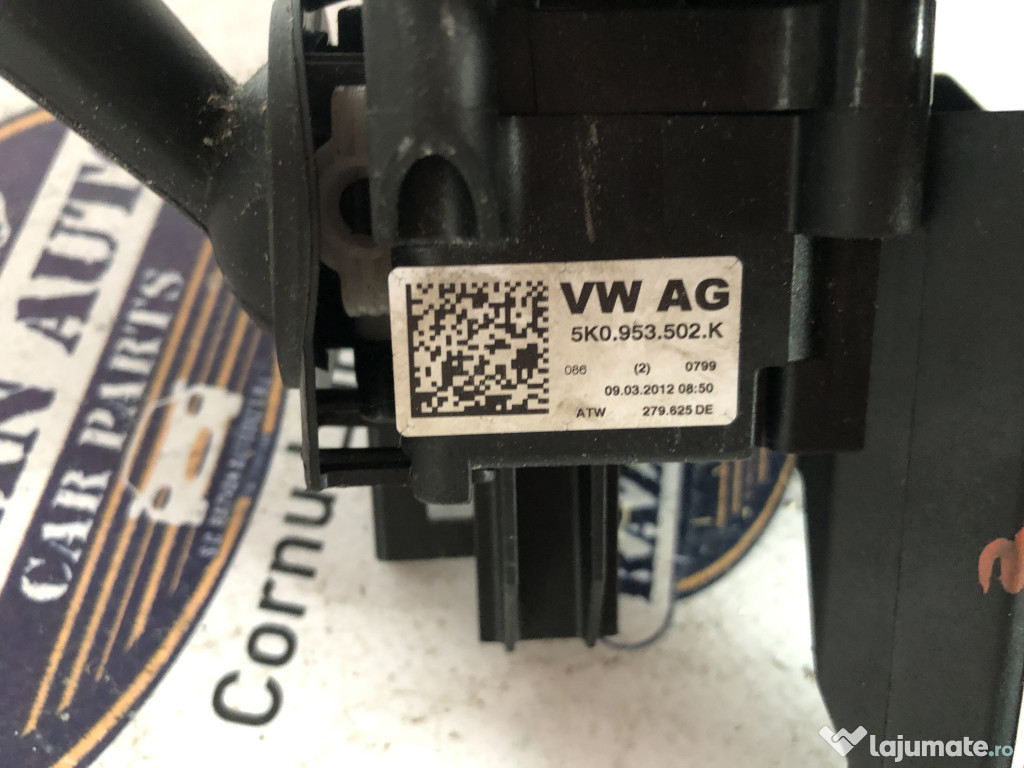 VW AG
5K0.953.502.K
086 (2) 0799
09.03.2012 08:50
ATW 279.625 DE
AUT
CAR PARTS
Cornu
lajumate.ro